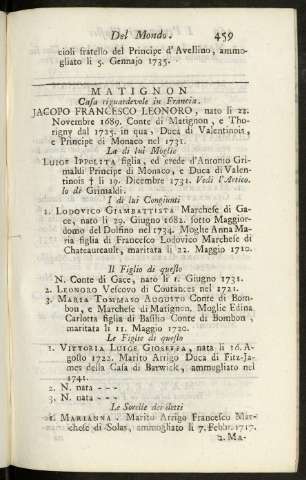 Del Mondo. 459
cioli fratello del Principe d'Avellino, ammo-
gliato li 5. Gennajo 1735.
MATIGNON
Casa riguardevole in Francia.
JACOPO FRANCESCO LEONORO, nato li 22.
Novembre 1689. Conte di Matignon, e Tho-
rigny dal 1725. in qua, Duca di Valentinois,
e Principe di Monaco nel 1731.
La di lui Moglie
LUIGE IPPOLITA figlia, ed erede d'Antonio Gri-
maldi Principe di Monaco, e Duca di Valen-
tinois † li 29. Dicembre 1731. Vedi l'Artico-
lo de Grimaldi.
I di lui Congiunti
1. LODOVICO GIAMBATTISTA Marchese di Ga-
ce, nato li 29. Giugno 1682. sotto Maggior-
domo del Dolfino nel 1734. Moglie Anna Ma-
ria figlia di Francesco Lodovico Marchese di
Chateaureault, maritata li 22. Maggio 1710.
Il Figlio di questo
N. Conte di Gace, nato li 1. Giugno 1731.
2. LEONORO Vescovo di Coutances nel 1721.
3. MARIA TOMMASO AUGUSTO Conte di Bom-
bon, e Marchese di Matignon. Moglie Edina
Carlotta figlia di Basilio Conte di Bombon,
maritata li 11. Maggio 1720.
Le Figlie di questo
1. VITTORIA LUIGE GIOSEFFA, nata li 16. A-
gosto 1722. Marito Arrigo Duca di Fitz-Ja-
mes della Casa di Barwick, ammogliato nel
1741.
2. N. nata - - -
3. N. nata - - -
Le Sorelle dei detti
1. MARIANNA. Marito Arrigo Francesco Mar-
chese di Solas, ammogliato li 7. Febbr. 1717.
2. Ma-